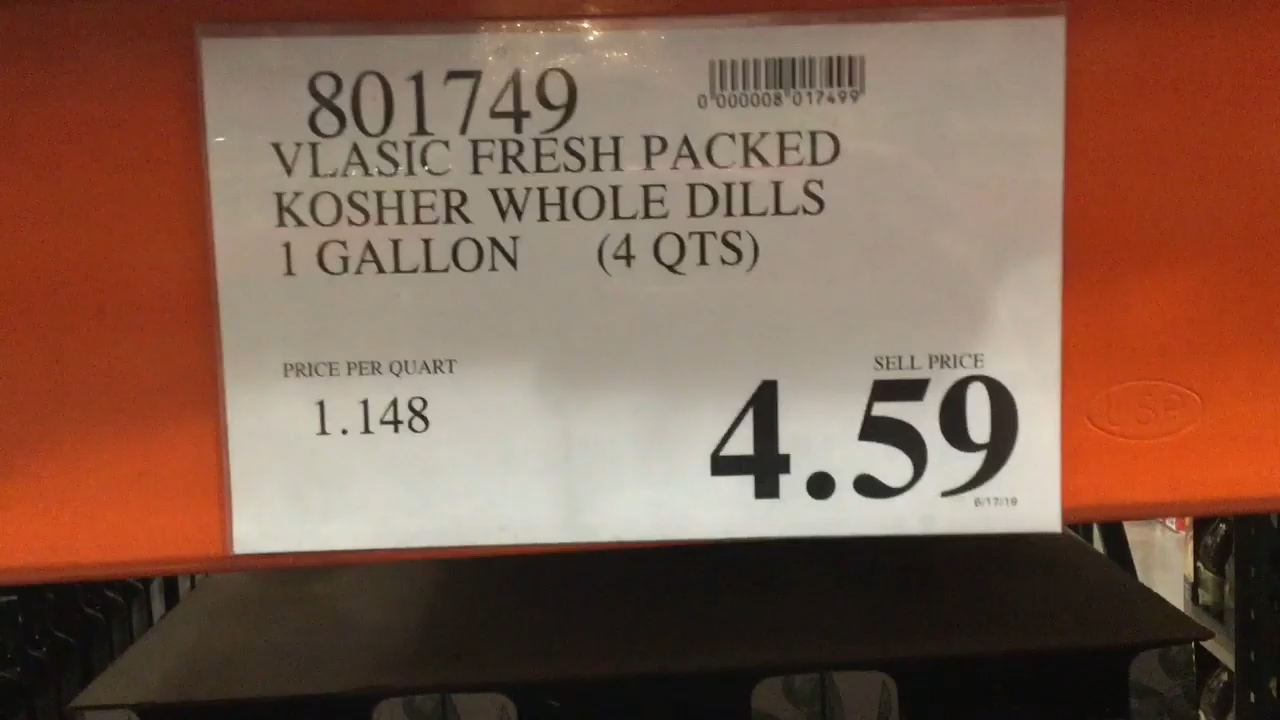 801749
0 000008 017499
VLASIC FRESH PACKED
KOSHER WHOLE DILLS
1 GALLON (4 QTS)
PRICE PER QUART
1.148
SELL PRICE
4.59
6/17/19
USP